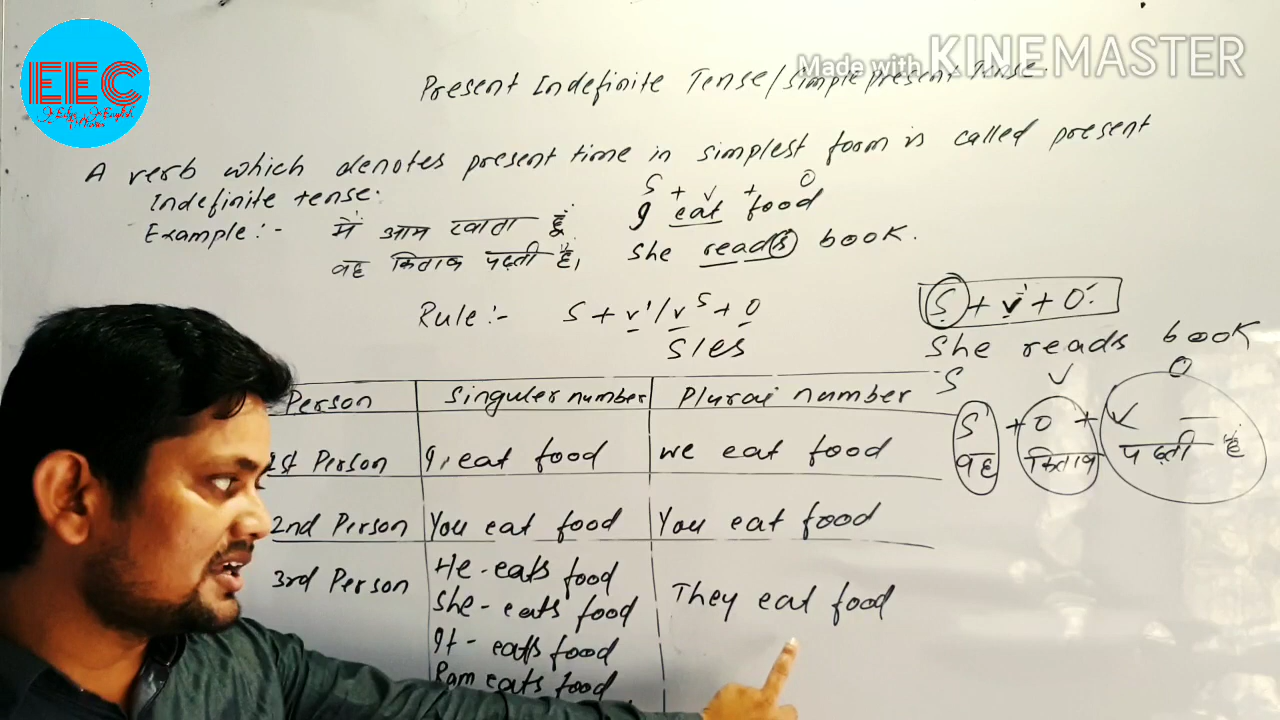 EEC
Made with KINEMASTER
Present Indefinite Tense/Simple present Tense.
A verb which denotes present time in simplest form is called present
Indefinite tense.
S + v + O
Example:- में आम खाता हूँ. I eat food
वह किताब पढ़ती है, She reads book.
Rule:- S + v'/v^s + O
S/es
S + v' + O.
She reads book
S V O
S + O + V
वह किताब पढ़ती है
Person Singuler number Plural number
1st Person I, eat food We eat food
2nd Person You eat food You eat food
3rd Person He - eats food They eat food
She - eats food
It - eats food
Ram eats food.